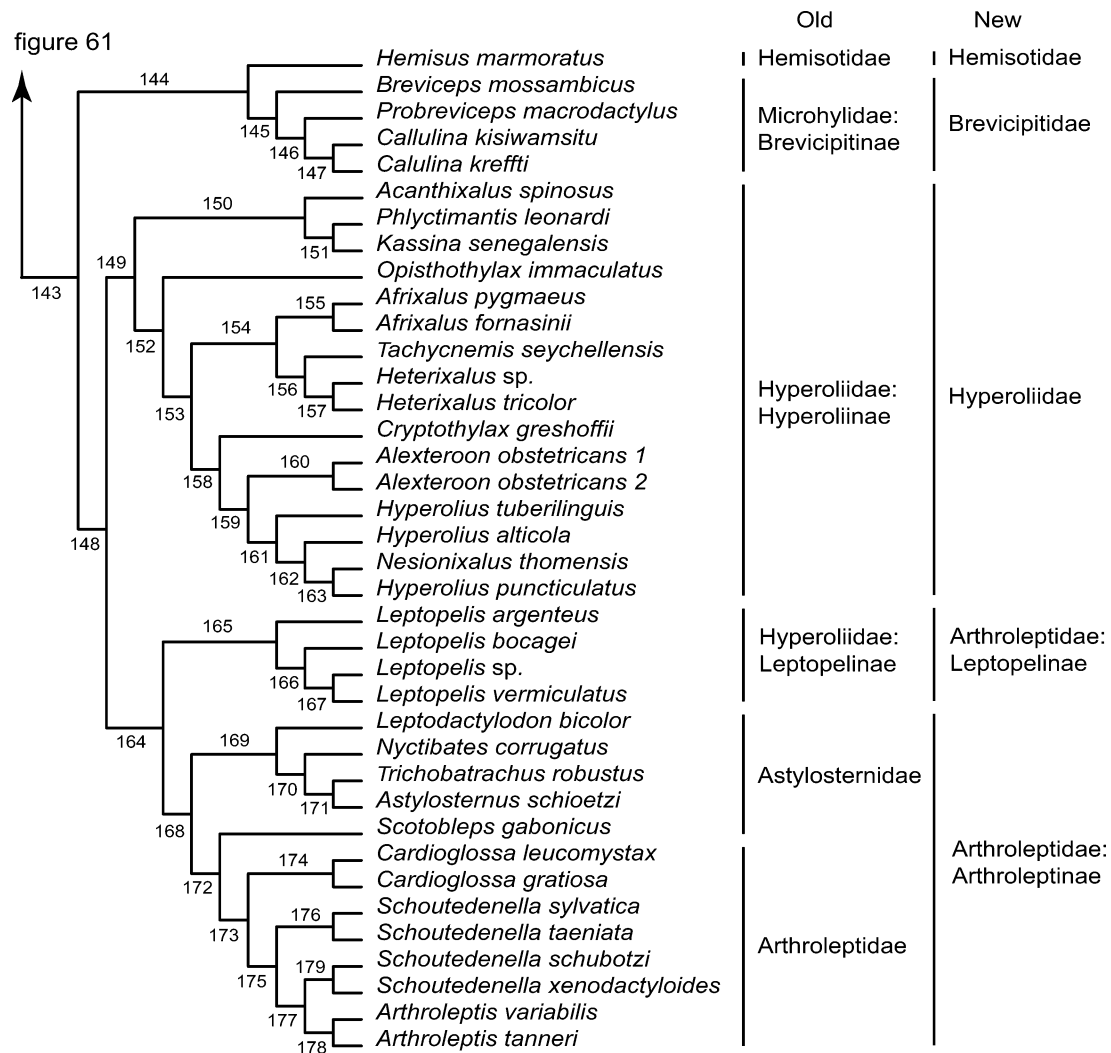 Old New
figure 61
Hemisus marmoratus Hemisotidae Hemisotidae
144
Breviceps mossambicus
Probreviceps macrodactylus
Microhylidae: Brevicipitidae
145
Callulina kisiwamsitu
Brevicipitinae
146
Calulina kreffti
147
Acanthixalus spinosus
150
Phlyctimantis leonardi
Kassina senegalensis
151
149
Opisthothylax immaculatus
143
Afrixalus pygmaeus
155
Afrixalus fornasinii
154
Tachycnemis seychellensis
152
Heterixalus sp.
156
Hyperoliidae: Hyperoliidae
Heterixalus tricolor
157
153
Hyperoliinae
Cryptothylax greshoffii
Alexteroon obstetricans 1
160
158
Alexteroon obstetricans 2
Hyperolius tuberilinguis
159
Hyperolius alticola
148
161
Nesionixalus thomensis
162
Hyperolius puncticulatus
163
Leptopelis argenteus
165
Hyperoliidae: Arthroleptidae:
Leptopelis bocagei
Leptopelinae Leptopelinae
Leptopelis sp.
166
Leptopelis vermiculatus
167
Leptodactylodon bicolor
164
169
Nyctibates corrugatus
Trichobatrachus robustus
Astylosternidae
170
Astylosternus schioetzi
171
Scotobleps gabonicus
168
Cardioglossa leucomystax
Arthroleptidae:
174
Cardioglossa gratiosa
Arthroleptinae
172
Schoutedenella sylvatica
176
173
Schoutedenella taeniata
Arthroleptidae
Schoutedenella schubotzi
179
175
Schoutedenella xenodactyloides
Arthroleptis variabilis
177
Arthroleptis tanneri
178